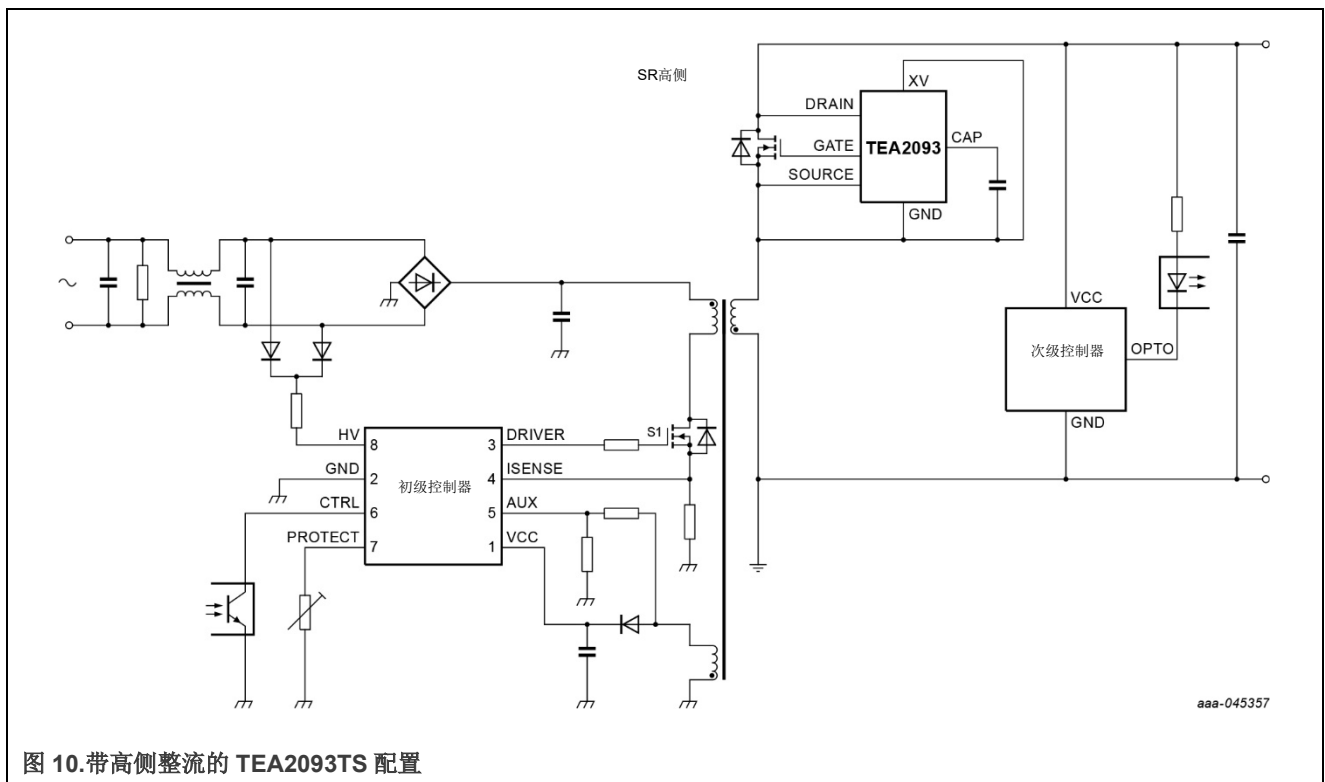 SR高侧
XV
DRAIN
GATE
TEA2093
CAP
SOURCE
GND
VCC
次级控制器
OPTO
GND
HV
8
3
DRIVER
S1
GND
2
初级控制器
4
ISENSE
CTRL
6
5
AUX
PROTECT
7
1
VCC
aaa-045357
图 10.带高侧整流的 TEA2093TS 配置